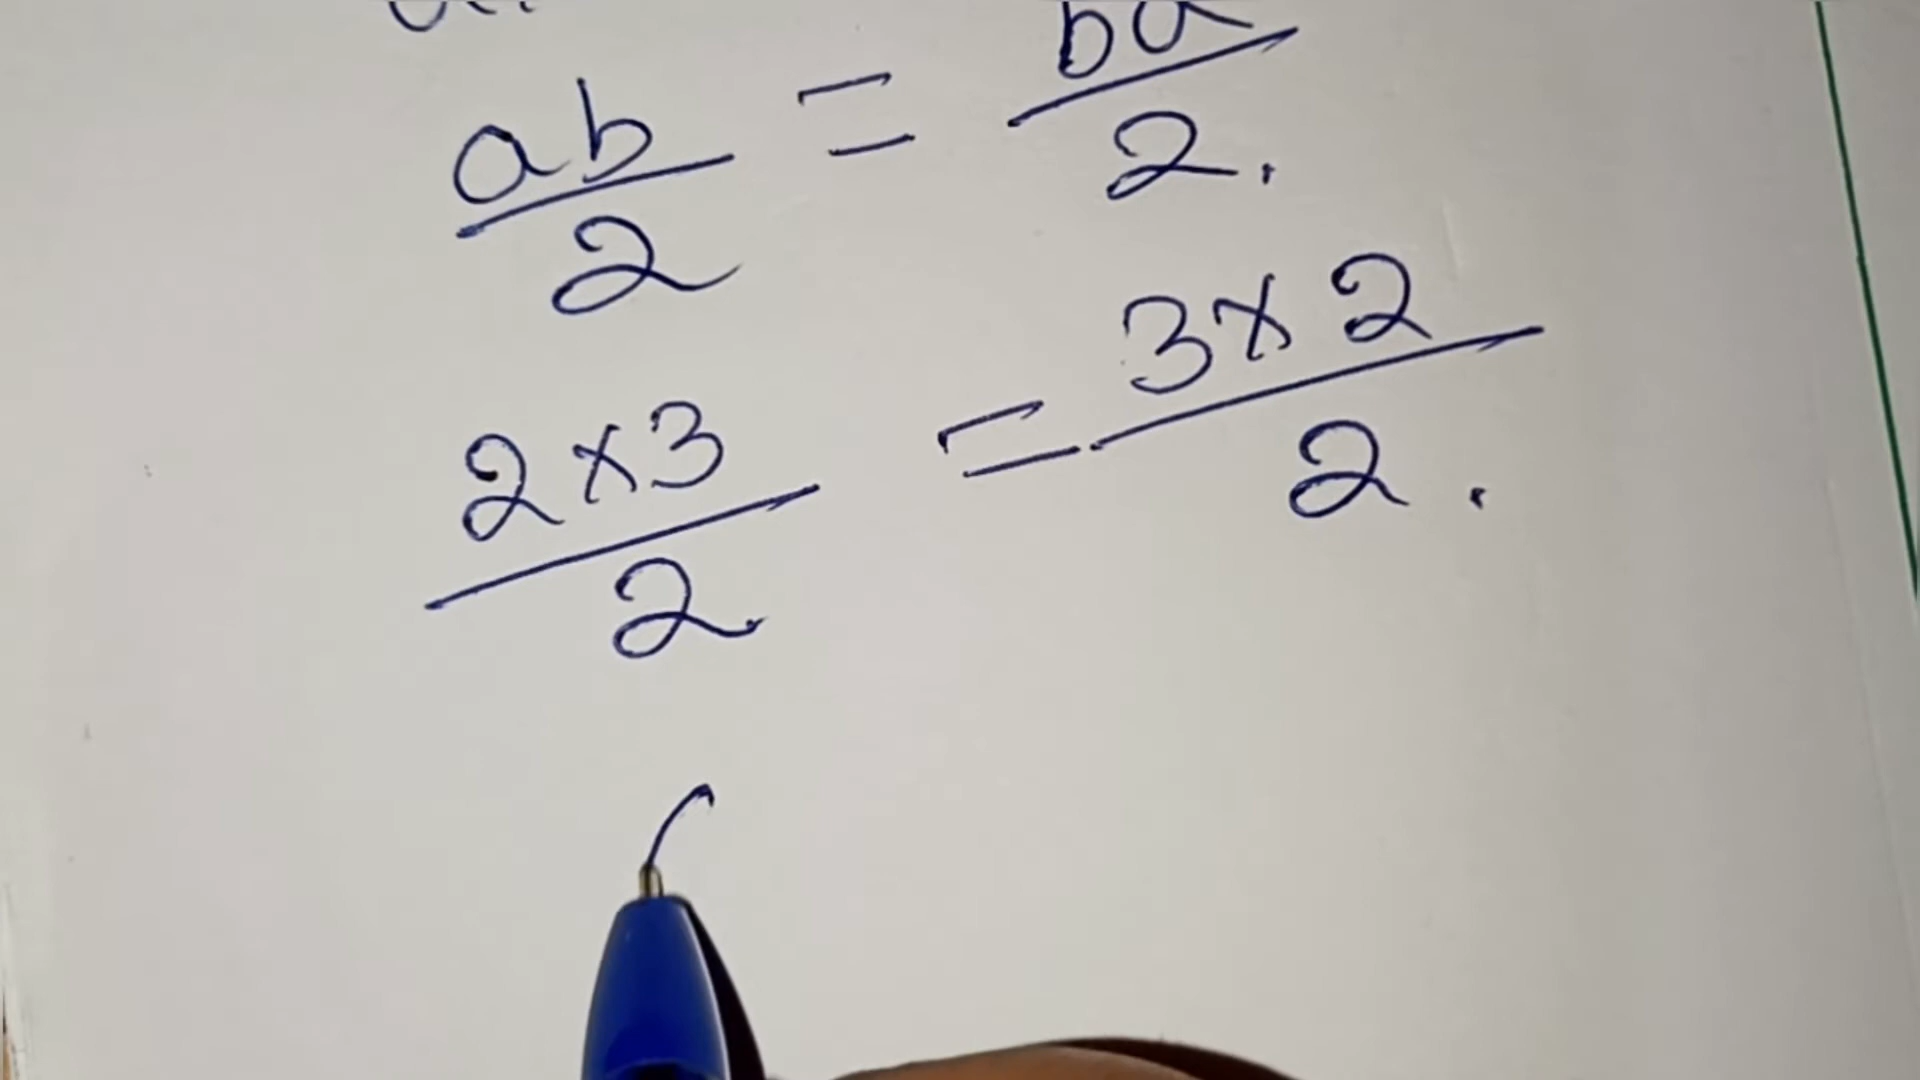 ab/2 = ba/2.
2×3/2 = 3×2/2.